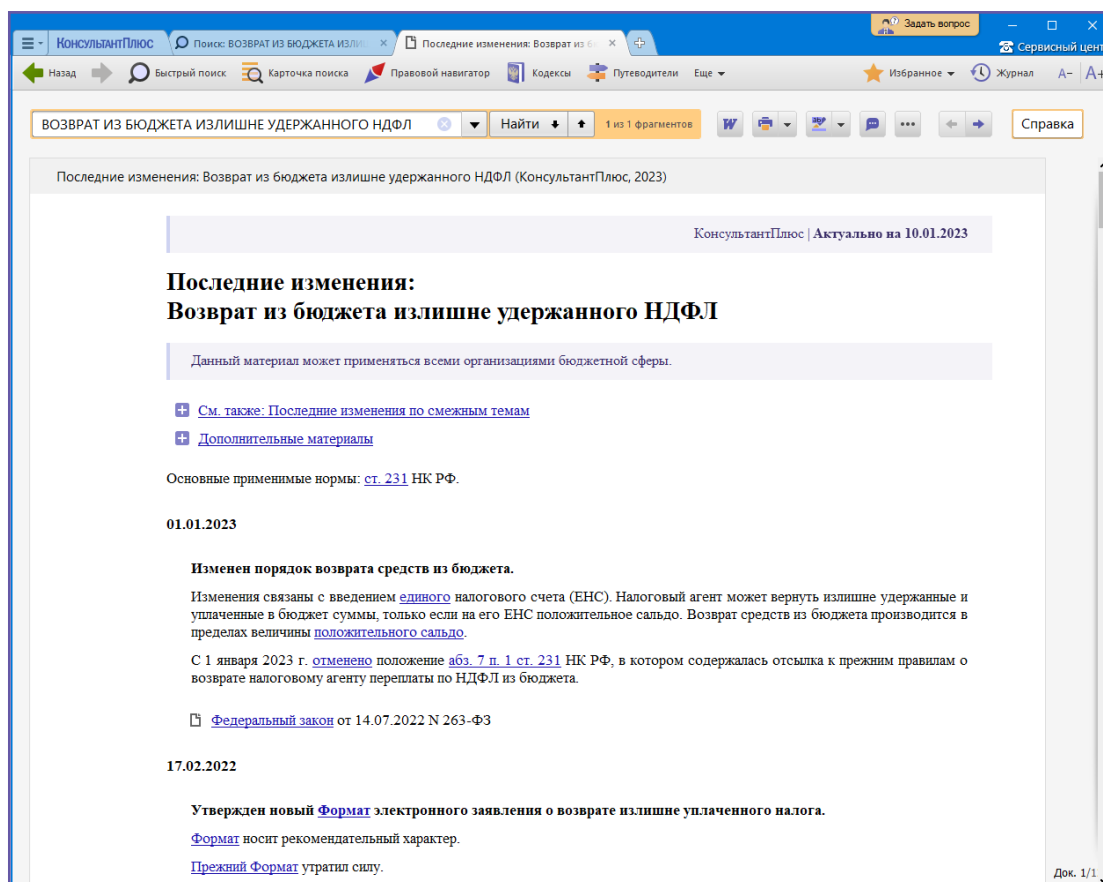 Задать вопрос
КонсультантПлюс
Поиск: ВОЗВРАТ ИЗ БЮДЖЕТА ИЗЛИ
Последние изменения: Возврат из б
Сервисный цент
Назад
Быстрый поиск
Карточка поиска
Правовой навигатор
Кодексы
Путеводители
Еще
Избранное
Журнал
A− A+
ВОЗВРАТ ИЗ БЮДЖЕТА ИЗЛИШНЕ УДЕРЖАННОГО НДФЛ
Найти
1 из 1 фрагментов
W
Справка
Последние изменения: Возврат из бюджета излишне удержанного НДФЛ (КонсультантПлюс, 2023)
КонсультантПлюс | Актуально на 10.01.2023
Последние изменения:
Возврат из бюджета излишне удержанного НДФЛ
Данный материал может применяться всеми организациями бюджетной сферы.
См. также: Последние изменения по смежным темам
Дополнительные материалы
Основные применимые нормы: ст. 231 НК РФ.
01.01.2023
Изменен порядок возврата средств из бюджета.
Изменения связаны с введением единого налогового счета (ЕНС). Налоговый агент может вернуть излишне удержанные и
уплаченные в бюджет суммы, только если на его ЕНС положительное сальдо. Возврат средств из бюджета производится в
пределах величины положительного сальдо.
С 1 января 2023 г. отменено положение абз. 7 п. 1 ст. 231 НК РФ, в котором содержалась отсылка к прежним правилам о
возврате налоговому агенту переплаты по НДФЛ из бюджета.
Федеральный закон от 14.07.2022 N 263-ФЗ
17.02.2022
Утвержден новый Формат электронного заявления о возврате излишне уплаченного налога.
Формат носит рекомендательный характер.
Прежний Формат утратил силу.
Док. 1/1